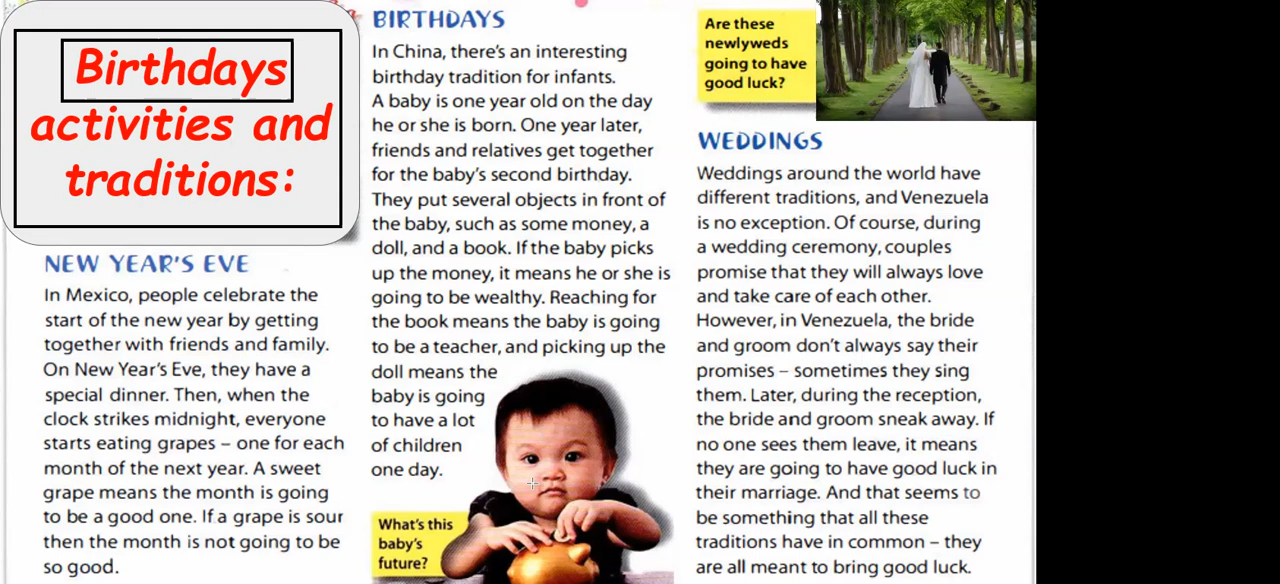 Birthdays
activities and
traditions:
NEW YEAR'S EVE
In Mexico, people celebrate the
start of the new year by getting
together with friends and family.
On New Year's Eve, they have a
special dinner. Then, when the
clock strikes midnight, everyone
starts eating grapes – one for each
month of the next year. A sweet
grape means the month is going
to be a good one. If a grape is sour
then the month is not going to be
so good.
BIRTHDAYS
In China, there's an interesting
birthday tradition for infants.
A baby is one year old on the day
he or she is born. One year later,
friends and relatives get together
for the baby's second birthday.
They put several objects in front of
the baby, such as some money, a
doll, and a book. If the baby picks
up the money, it means he or she is
going to be wealthy. Reaching for
the book means the baby is going
to be a teacher, and picking up the
doll means the
baby is going
to have a lot
of children
one day.
What's this
baby's
future?
Are these
newlyweds
going to have
good luck?
WEDDINGS
Weddings around the world have
different traditions, and Venezuela
is no exception. Of course, during
a wedding ceremony, couples
promise that they will always love
and take care of each other.
However, in Venezuela, the bride
and groom don't always say their
promises – sometimes they sing
them. Later, during the reception,
the bride and groom sneak away. If
no one sees them leave, it means
they are going to have good luck in
their marriage. And that seems to
be something that all these
traditions have in common – they
are all meant to bring good luck.